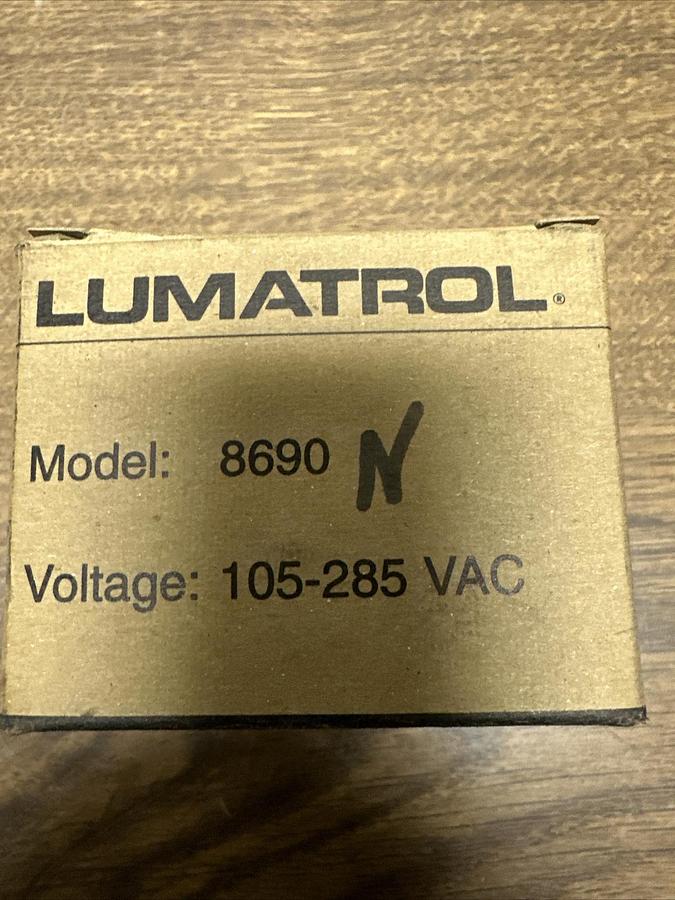 LUMATROL®
Model: 8690 N
Voltage: 105-285 VAC